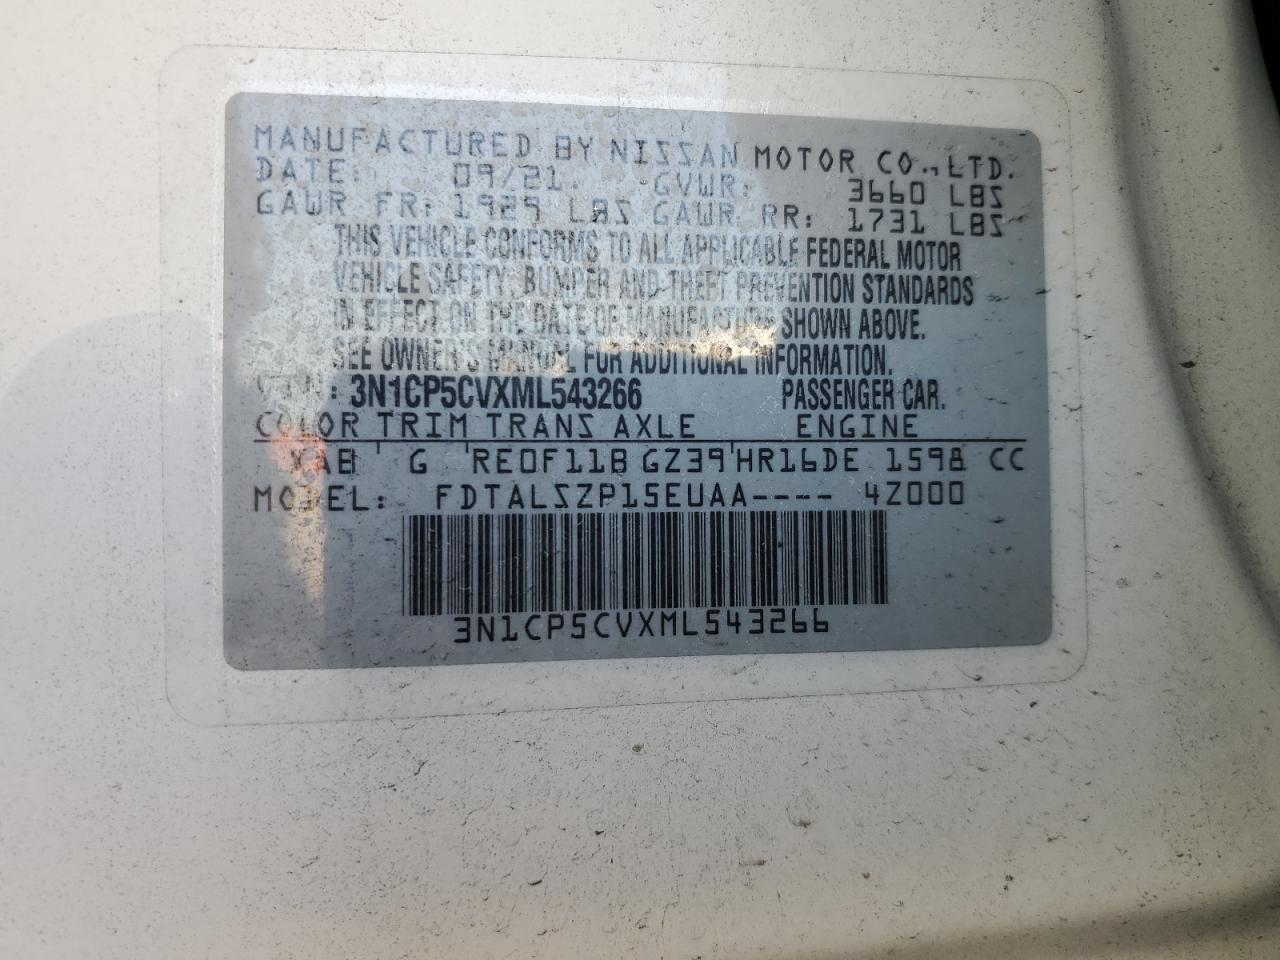 MANUFACTURED BY NISSAN MOTOR CO., LTD.
DATE: 09/21 GVWR: 3660 LBS
GAWR FR: 1929 LBS GAWR RR: 1731 LBS
THIS VEHICLE CONFORMS TO ALL APPLICABLE FEDERAL MOTOR
VEHICLE SAFETY, BUMPER AND THEFT PREVENTION STANDARDS
IN EFFECT ON THE DATE OF MANUFACTURE SHOWN ABOVE.
SEE OWNER'S MANUAL FOR ADDITIONAL INFORMATION.
: 3N1CP5CVXML543266 PASSENGER CAR.
COLOR TRIM TRANS AXLE ENGINE
XAB G RE0F11B GZ39 HR16DE 1598 CC
MODEL: FDTALSZP15EUAA---- 4Z000
3N1CP5CVXML543266